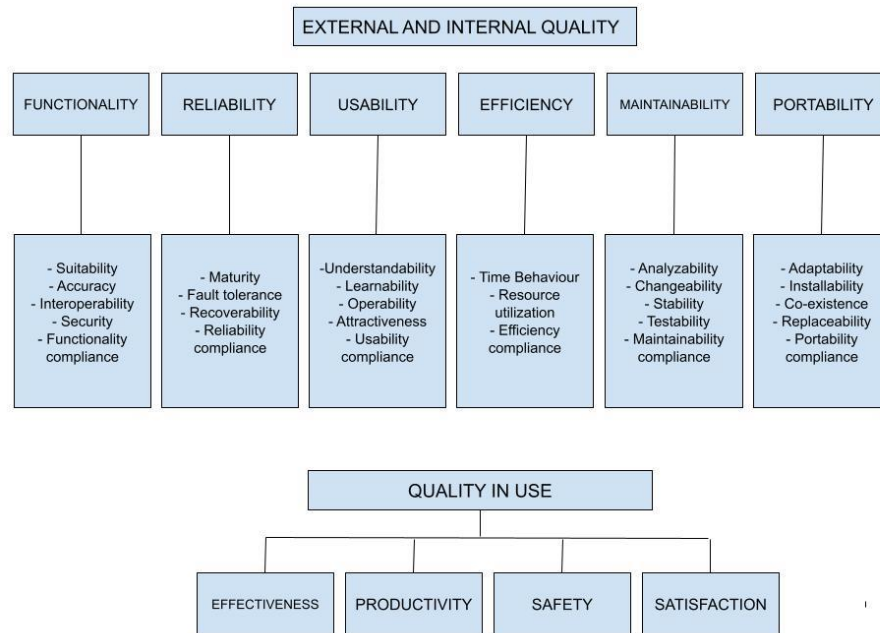 EXTERNAL AND INTERNAL QUALITY
FUNCTIONALITY
RELIABILITY
USABILITY
EFFICIENCY
MAINTAINABILITY
PORTABILITY
- Suitability
- Accuracy
- Interoperability
- Security
- Functionality
compliance
- Maturity
- Fault tolerance
- Recoverability
- Reliability
compliance
-Understandability
- Learnability
- Operability
- Attractiveness
- Usability
compliance
- Time Behaviour
- Resource
utilization
- Efficiency
compliance
- Analyzability
- Changeability
- Stability
- Testability
- Maintainability
compliance
- Adaptability
- Installability
- Co-existence
- Replaceability
- Portability
compliance
QUALITY IN USE
EFFECTIVENESS
PRODUCTIVITY
SAFETY
SATISFACTION